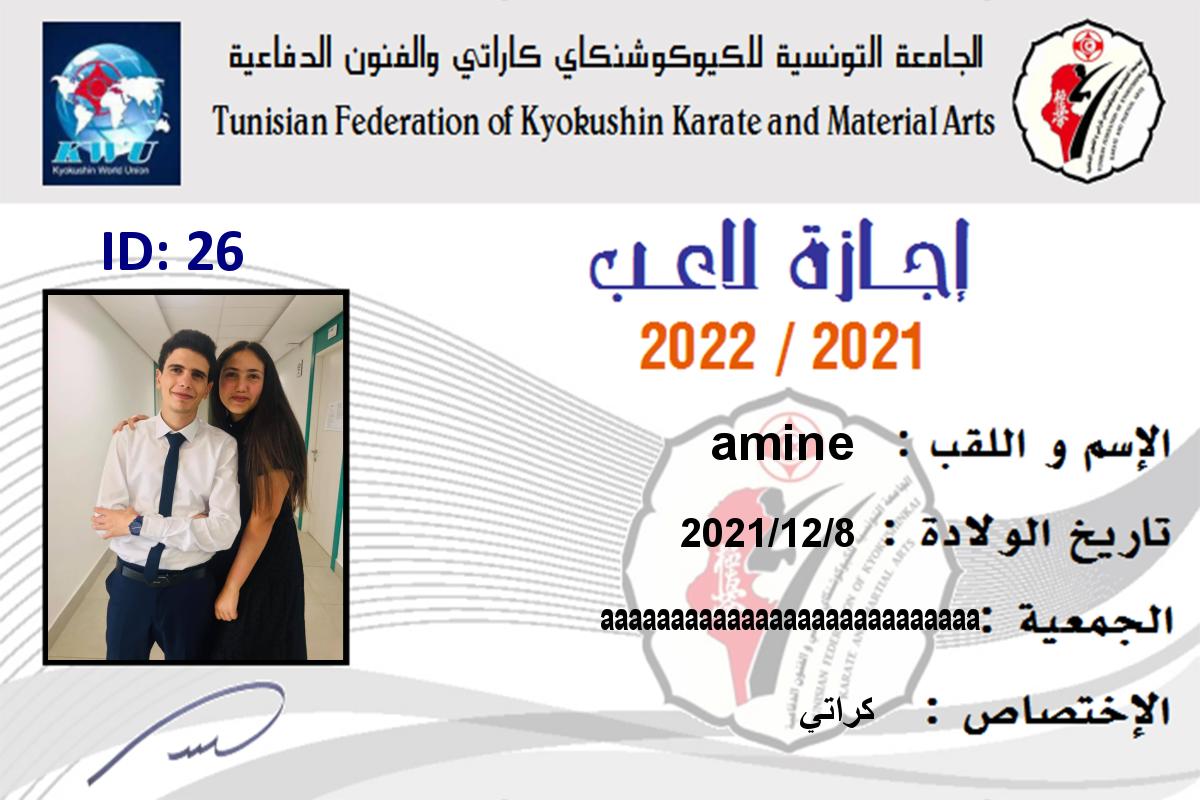 الجامعة التونسية للكيوكوشنكاي كاراتي والفنون الدفاعية
Tunisian Federation of Kyokushin Karate and Material Arts
KWU
Kyokushin World Union
ID: 26
إجازة لاعب
2022 / 2021
الإسم و اللقب : amine
تاريخ الولادة : 2021/12/8
الجمعية :aaaaaaaaaaaaaaaaaaaaaaaaaaa
الإختصاص : كراتي